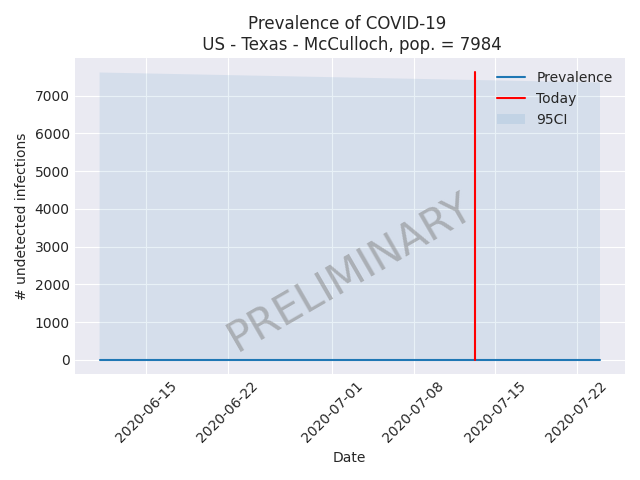 Prevalence of COVID-19
US - Texas - McCulloch, pop. = 7984
Prevalence
Today
95CI
7000
6000
5000
4000
3000
2000
1000
0
# undetected infections
PRELIMINARY
2020-06-15
2020-06-22
2020-07-01
2020-07-08
2020-07-15
2020-07-22
Date